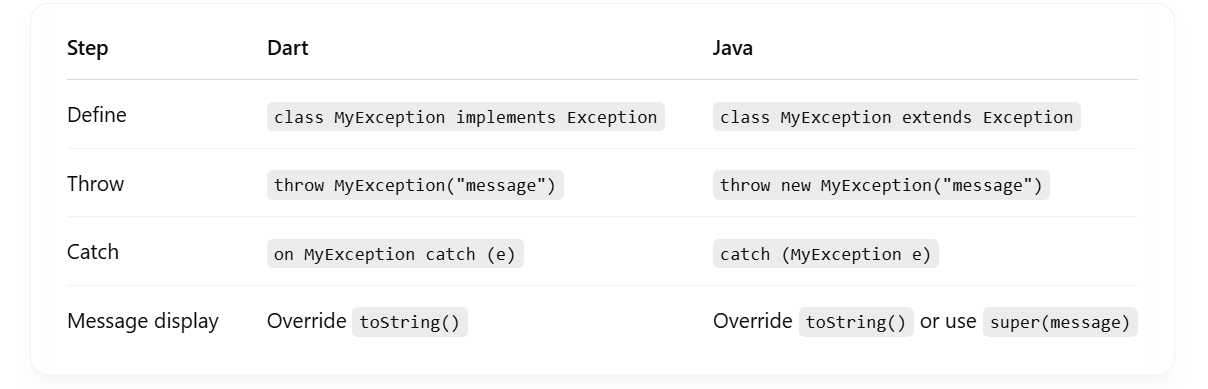 Step Dart Java
Define class MyException implements Exception class MyException extends Exception
Throw throw MyException("message") throw new MyException("message")
Catch on MyException catch (e) catch (MyException e)
Message display Override toString() Override toString() or use super(message)